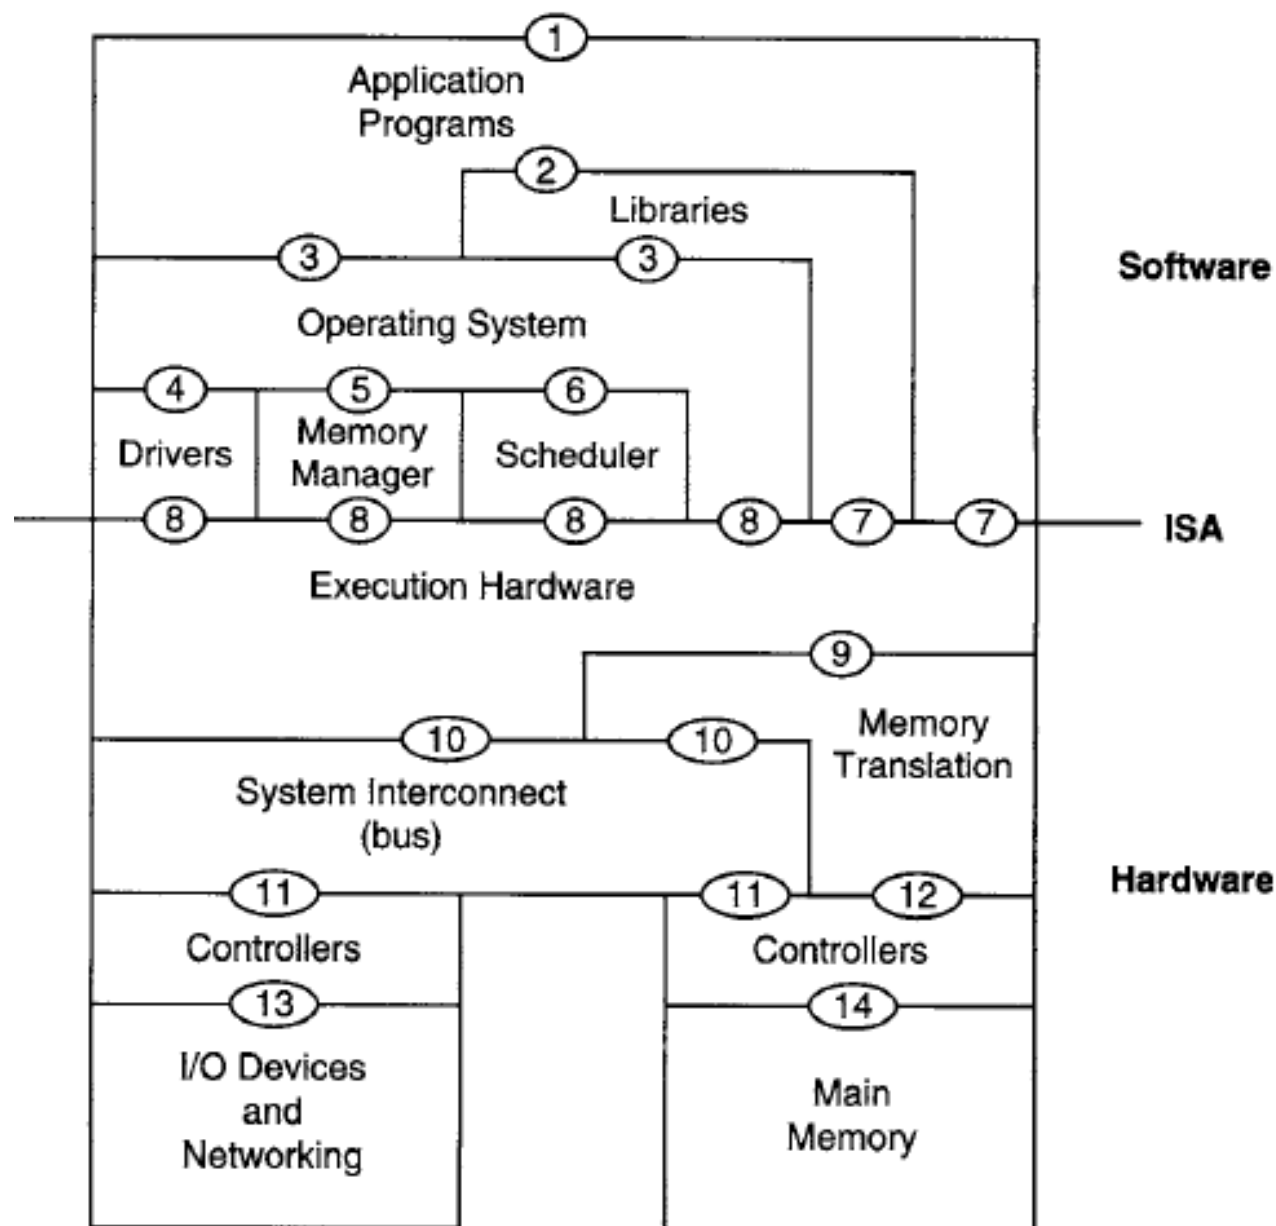 1
Application
Programs
2
Libraries
Software
3 3
Operating System
4 5 6
Drivers
Memory
Manager
Scheduler
8 8 8 8 7 7
ISA
Execution Hardware
9
Memory
Translation
10 10
System Interconnect
(bus)
11 11 12
Hardware
Controllers
Controllers
13 14
I/O Devices
and
Networking
Main
Memory